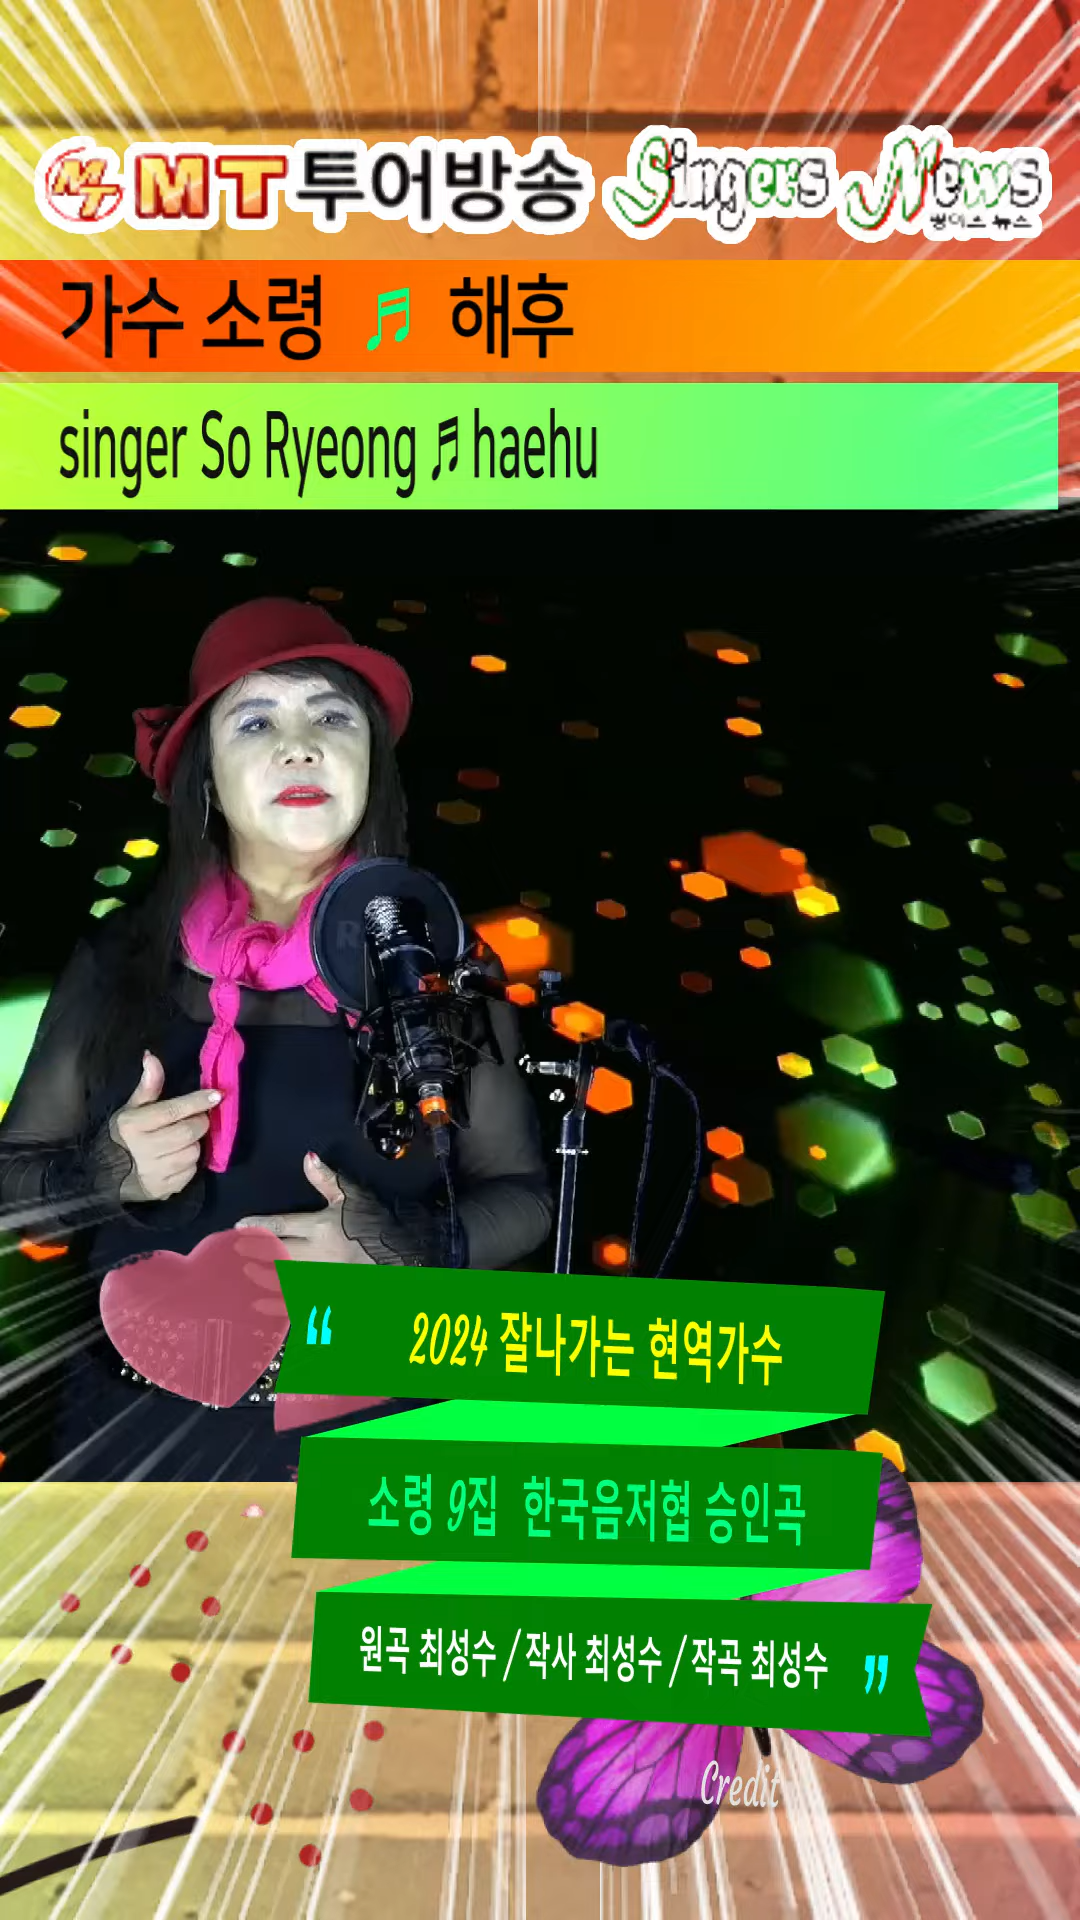 MT MT투어방송 Singers News
싱어스 뉴스
가수 소령 ♬ 해후
singer So Ryeong ♬ haehu
R
“ 2024 잘나가는 현역가수
소령 9집 한국음저협 승인곡
원곡 최성수 / 작사 최성수 / 작곡 최성수 ”
Credit